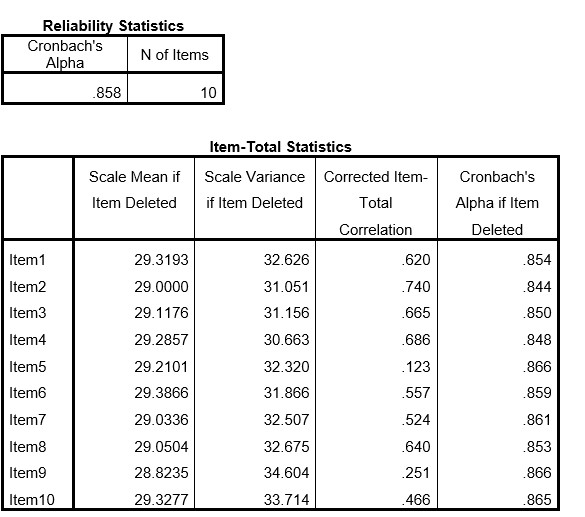 Reliability Statistics
Cronbach's Alpha N of Items
.858 10
Item-Total Statistics
Scale Mean if Scale Variance Corrected Item- Cronbach's
Item Deleted if Item Deleted Total Alpha if Item
Correlation Deleted
Item1 29.3193 32.626 .620 .854
Item2 29.0000 31.051 .740 .844
Item3 29.1176 31.156 .665 .850
Item4 29.2857 30.663 .686 .848
Item5 29.2101 32.320 .123 .866
Item6 29.3866 31.866 .557 .859
Item7 29.0336 32.507 .524 .861
Item8 29.0504 32.675 .640 .853
Item9 28.8235 34.604 .251 .866
Item10 29.3277 33.714 .466 .865